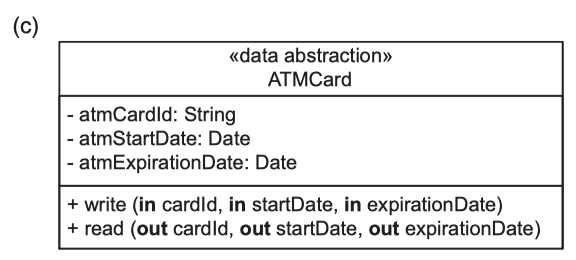 (c)
«data abstraction»
ATMCard
- atmCardId: String
- atmStartDate: Date
- atmExpirationDate: Date
+ write (in cardId, in startDate, in expirationDate)
+ read (out cardId, out startDate, out expirationDate)